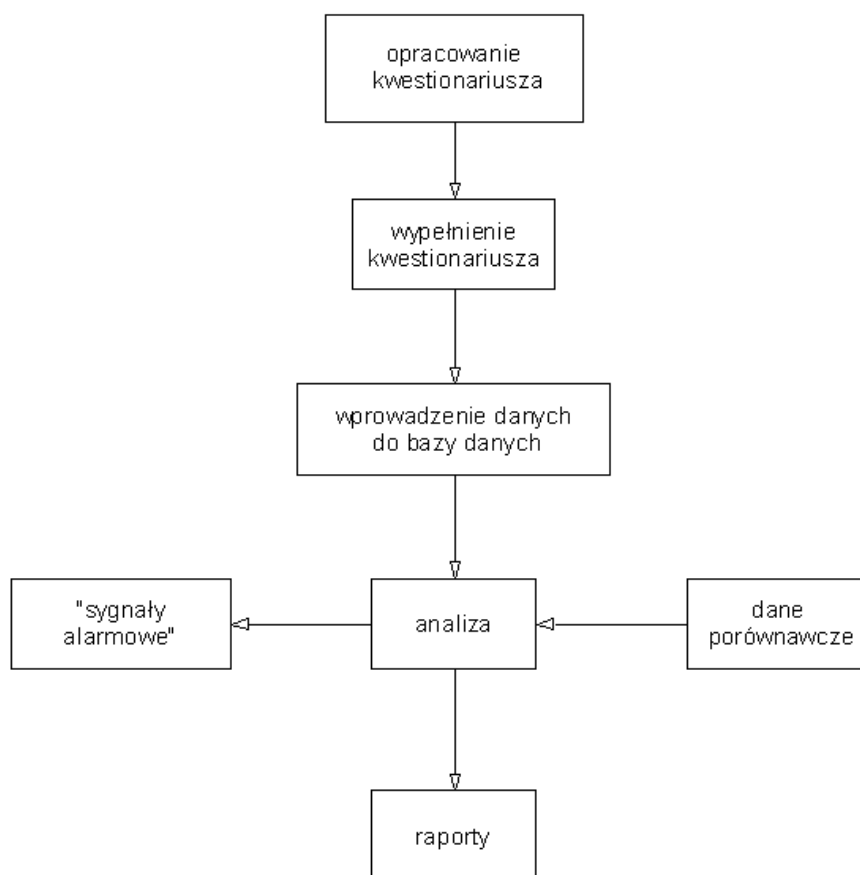 opracowanie
kwestionariusza
wypełnienie
kwestionariusza
wprowadzenie danych
do bazy danych
"sygnały
alarmowe"
analiza
dane
porównawcze
raporty